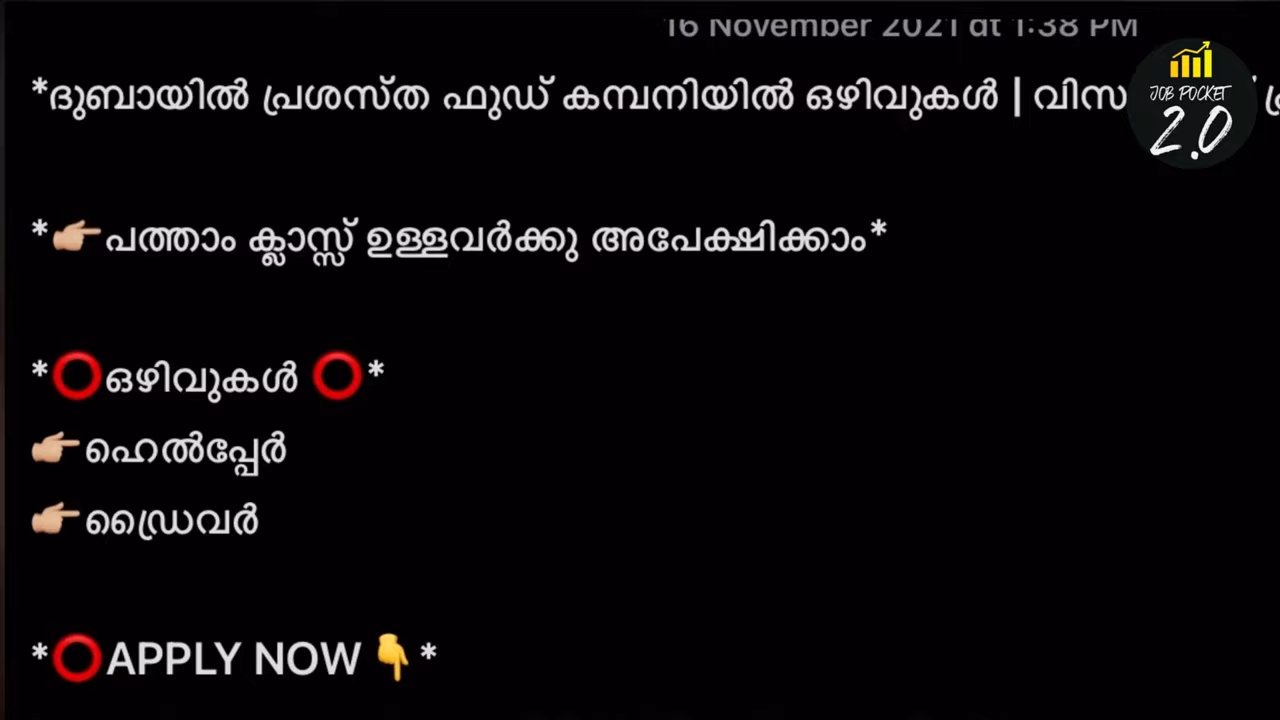 16 November 2021 at 1:38 PM
*ദുബായിൽ പ്രശസ്ത ഫുഡ് കമ്പനിയിൽ ഒഴിവുകൾ | വിസ
JOB POCKET
2.0
*👉🏼പത്താം ക്ലാസ്സ് ഉള്ളവർക്കു അപേക്ഷിക്കാം*
*⭕ഒഴിവുകൾ ⭕*
👉🏼ഹെൽപ്പേർ
👉🏼ഡ്രൈവർ
*⭕APPLY NOW 👇*